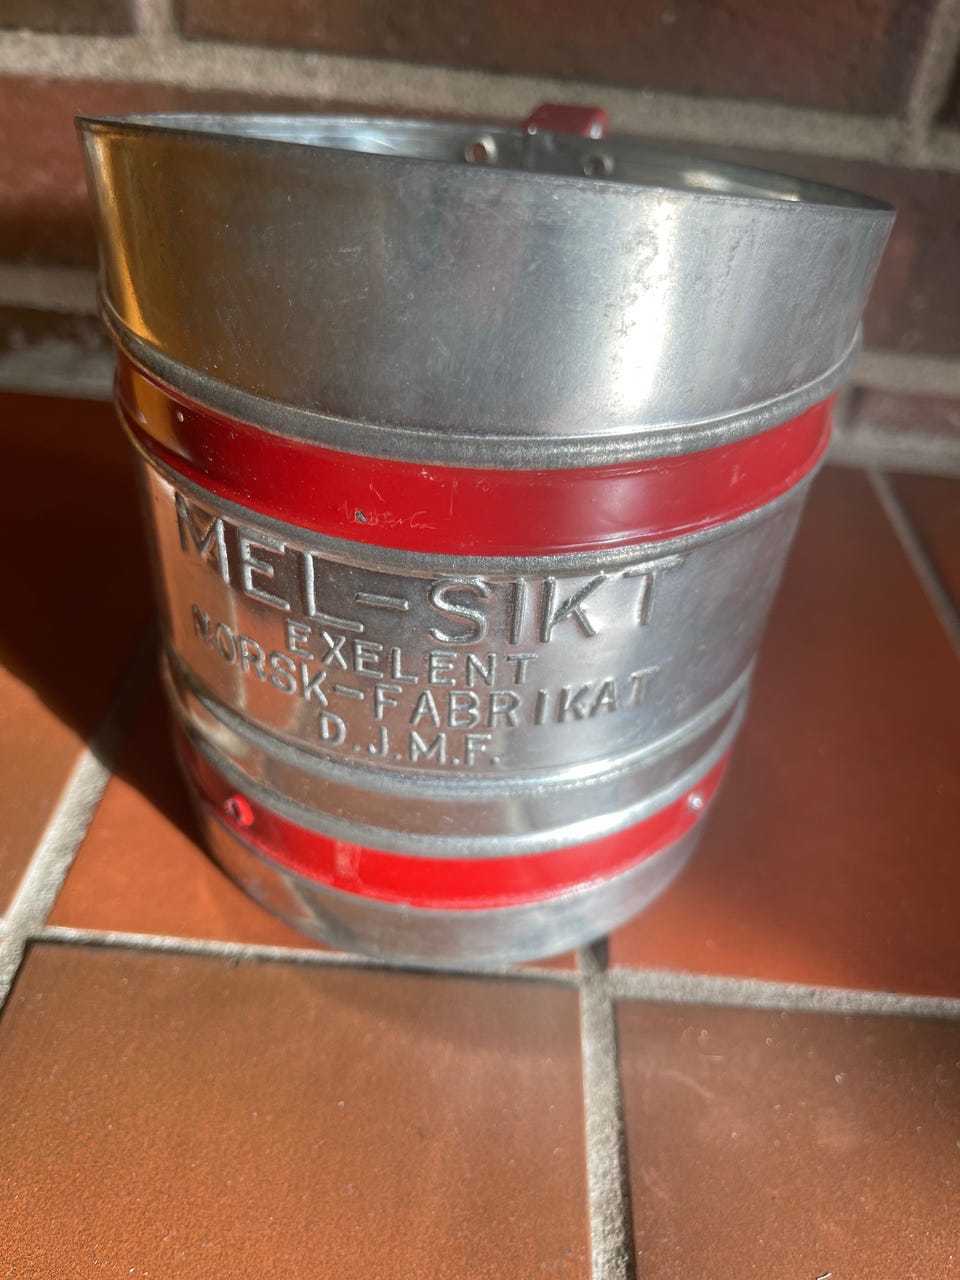 MEL-SIKT
EXELENT
NORSK-FABRIKAT
D.J.M.F.